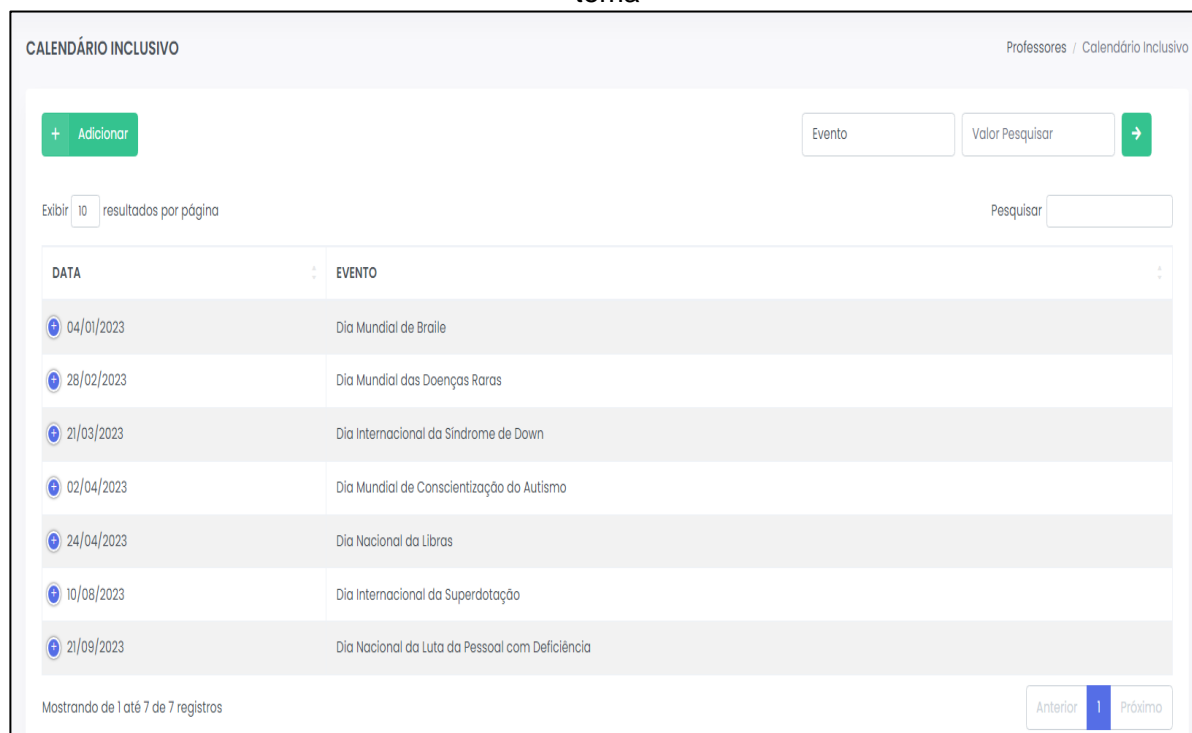 CALENDÁRIO INCLUSIVO
Professores / Calendário Inclusivo
+ Adicionar
Evento
Valor Pesquisar
Exibir 10 resultados por página
Pesquisar
DATA EVENTO
04/01/2023 Dia Mundial de Braile
28/02/2023 Dia Mundial das Doenças Raras
21/03/2023 Dia Internacional da Síndrome de Down
02/04/2023 Dia Mundial de Conscientização do Autismo
24/04/2023 Dia Nacional da Libras
10/08/2023 Dia Internacional da Superdotação
21/09/2023 Dia Nacional da Luta da Pessoal com Deficiência
Mostrando de 1 até 7 de 7 registros
Anterior 1 Próximo